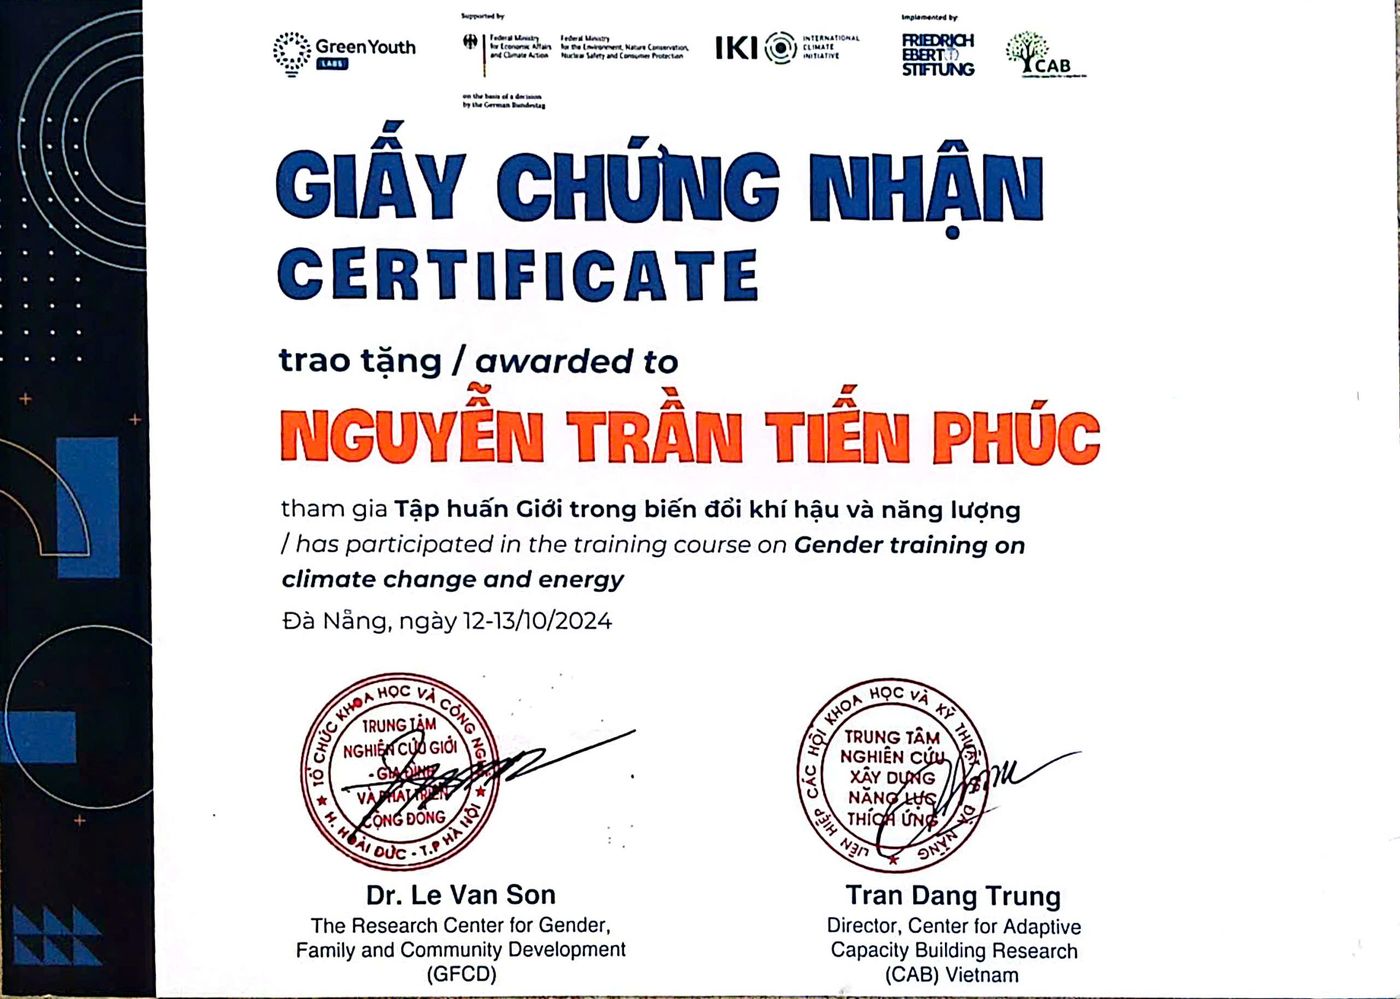 GreenYouth
LABS
Supported by
Federal Ministry
for Economic Affairs
and Climate Action
Federal Ministry
for the Environment, Nature Conservation,
Nuclear Safety and Consumer Protection
on the basis of a decision
by the German Bundestag
IKI
INTERNATIONAL
CLIMATE
INITIATIVE
Implemented by
FRIEDRICH
EBERT
STIFTUNG
CAB
GIẤY CHỨNG NHẬN
CERTIFICATE
trao tặng / awarded to
NGUYỄN TRẦN TIẾN PHÚC
tham gia Tập huấn Giới trong biến đổi khí hậu và năng lượng
/ has participated in the training course on Gender training on
climate change and energy
Đà Nẵng, ngày 12-13/10/2024
TỔ CHỨC KHOA HỌC VÀ CÔNG NGHỆ
TRUNG TÂM
NGHIÊN CỨU GIỚI
- GIA ĐÌNH
VÀ PHÁT TRIỂN
CỘNG ĐỒNG
H. HOÀI ĐỨC - T.P HÀ NỘI
LIÊN HIỆP CÁC HỘI KHOA HỌC VÀ KỸ THUẬT
TRUNG TÂM
NGHIÊN CỨU
XÂY DỰNG
NĂNG LỰC
THÍCH ỨNG
ĐÀ NẴNG
Dr. Le Van Son
The Research Center for Gender,
Family and Community Development
(GFCD)
Tran Dang Trung
Director, Center for Adaptive
Capacity Building Research
(CAB) Vietnam